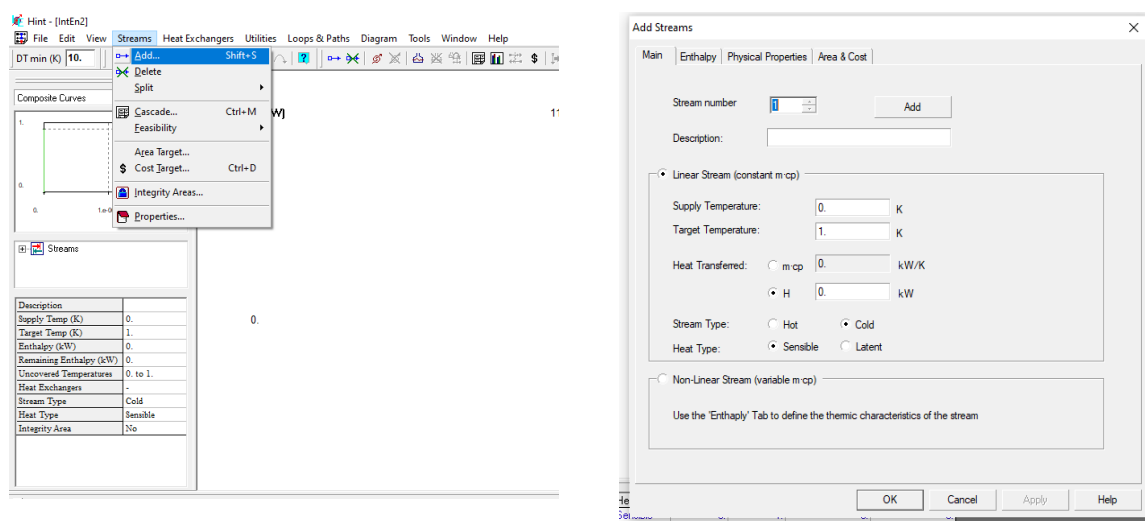 Hint - [IntEn2]
File Edit View Streams Heat Exchangers Utilities Loops & Paths Diagram Tools Window Help
DT min (K) 10.
Add... Shift+S
Delete
Split
Cascade... Ctrl+M
Feasibility
Area Target...
Cost Target... Ctrl+D
Integrity Areas...
Properties...
W)
11
Composite Curves
1.
0.
0.
Streams
Description
Supply Temp (K) 0.
Target Temp (K) 1.
Enthalpy (kW) 0.
Remaining Enthalpy (kW) 0.
Uncovered Temperatures 0. to 1.
Heat Exchangers -
Stream Type Cold
Heat Type Sensible
Integrity Area No
0.
Add Streams
Main Enthalpy Physical Properties Area & Cost
Stream number 1 Add
Description:
Linear Stream (constant m·cp)
Supply Temperature: 0. K
Target Temperature: 1. K
Heat Transferred: m·cp 0. kW/K
H 0. kW
Stream Type: Hot Cold
Heat Type: Sensible Latent
Non-Linear Stream (variable m·cp)
Use the 'Enthaply' Tab to define the thermic characteristics of the stream
OK Cancel Apply Help